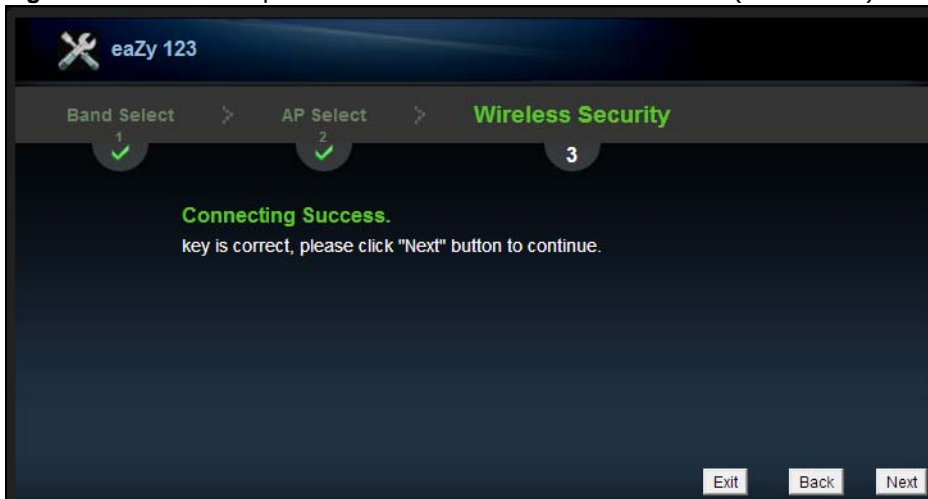 eaZy 123
Band Select > AP Select > Wireless Security
1 2 3
Connecting Success.
key is correct, please click "Next" button to continue.
Exit Back Next